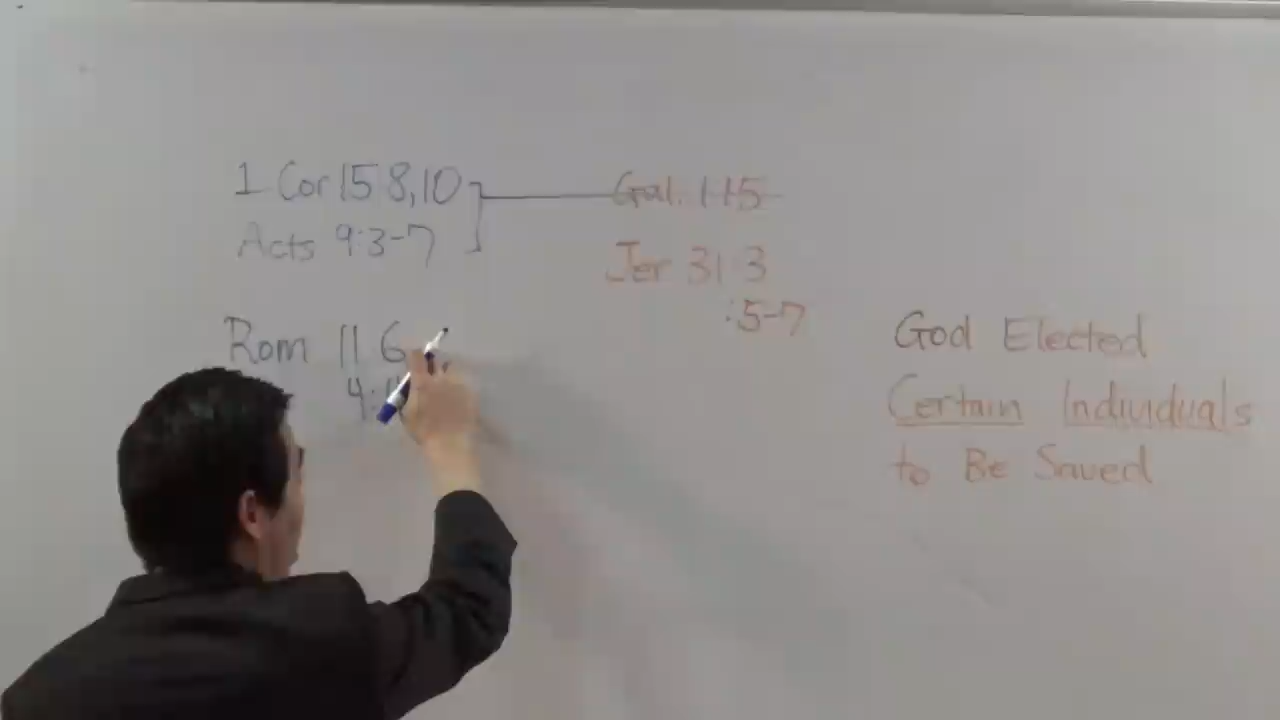 1 Cor 15 8,10
Acts 9:3-7
Gal. 1 15
Jer 31 3
:5-7
Rom 11 6
4:
God Elected
Certain Individuals
to Be Saved